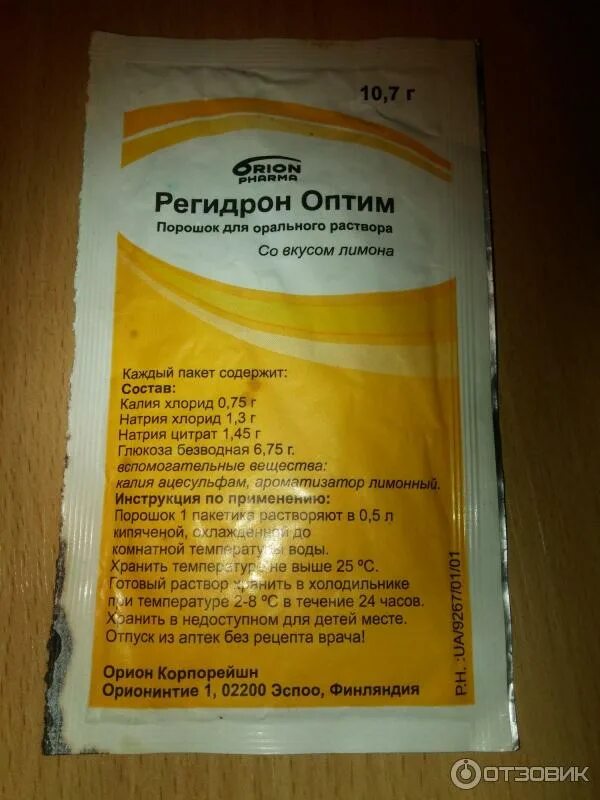 10,7 г
ORION
PHARMA
Регидрон Оптим
Порошок для орального раствора
Со вкусом лимона
Каждый пакет содержит:
Состав:
Калия хлорид 0,75 г
Натрия хлорид 1,3 г
Натрия цитрат 1,45 г
Глюкоза безводная 6,75 г.
вспомогательные вещества:
калия ацесульфам, ароматизатор лимонный.
Инструкция по применению:
Порошок 1 пакетика растворяют в 0,5 л
кипяченой, охлажденной до
комнатной температуры воды.
Хранить температуре не выше 25 ºС.
Готовый раствор хранить в холодильнике
при температуре 2-8 ºС в течение 24 часов.
Хранить в недоступном для детей месте.
Отпуск из аптек без рецепта врача!
Орион Корпорейшн
Орионинтие 1, 02200 Эспоо, Финляндия
Р.Н. :UA/9267/01/01
ОТЗОВИК